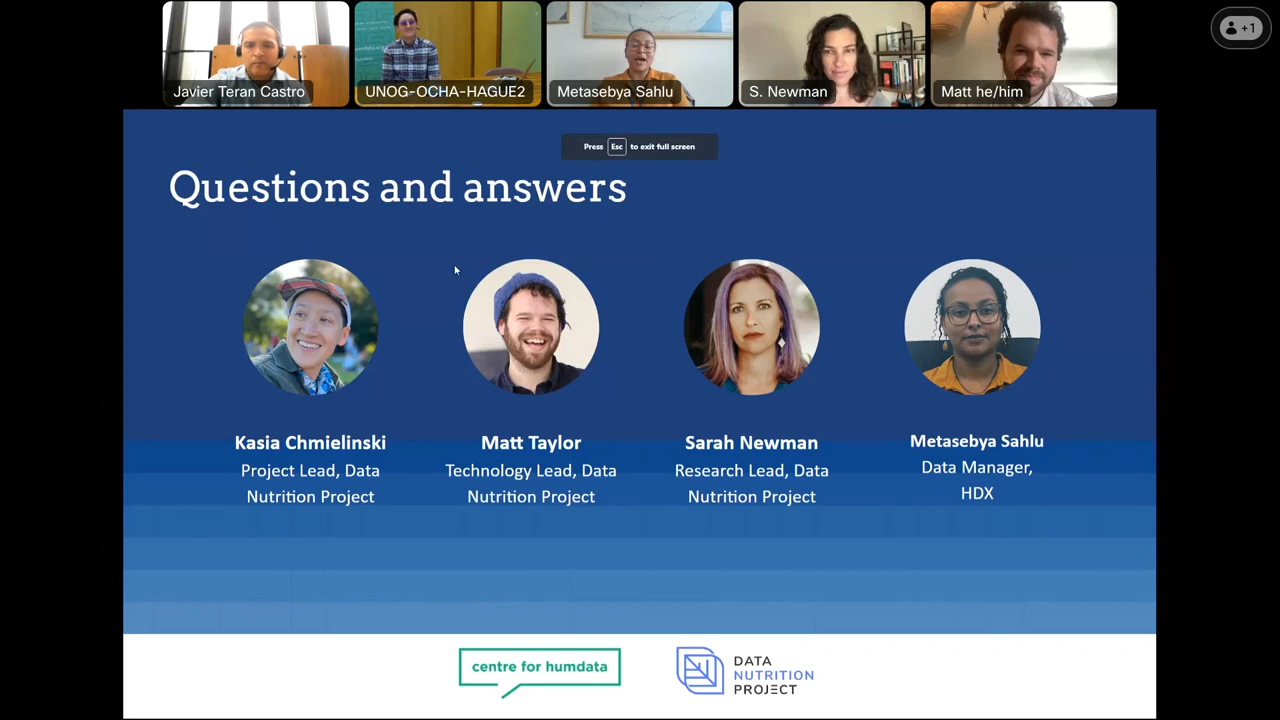 Javier Teran Castro
UNOG-OCHA-HAGUE2
Metasebya Sahlu
S. Newman
Matt he/him
+1
Press Esc to exit full screen
Questions and answers
Kasia Chmielinski
Project Lead, Data
Nutrition Project
Matt Taylor
Technology Lead, Data
Nutrition Project
Sarah Newman
Research Lead, Data
Nutrition Project
Metasebya Sahlu
Data Manager,
HDX
centre for humdata
DATA
NUTRITION
PROJECT